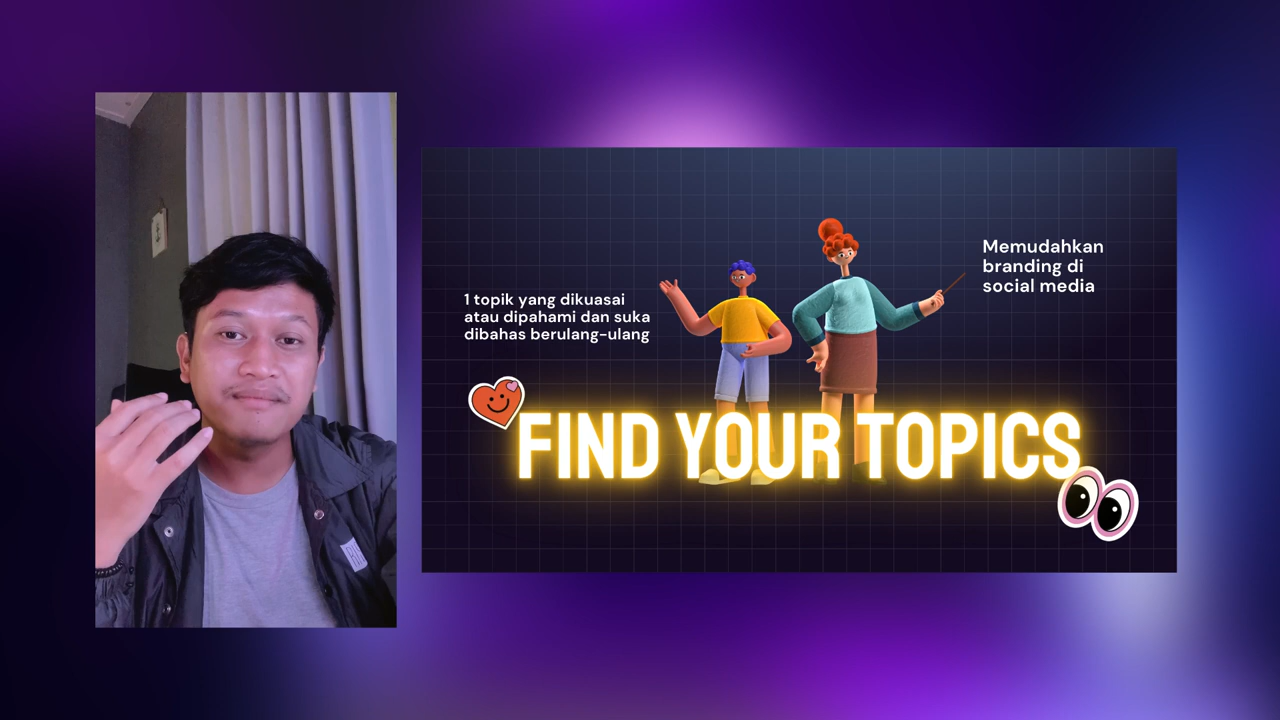 1 topik yang dikuasai
atau dipahami dan suka
dibahas berulang-ulang
Memudahkan
branding di
social media
FIND YOUR TOPICS